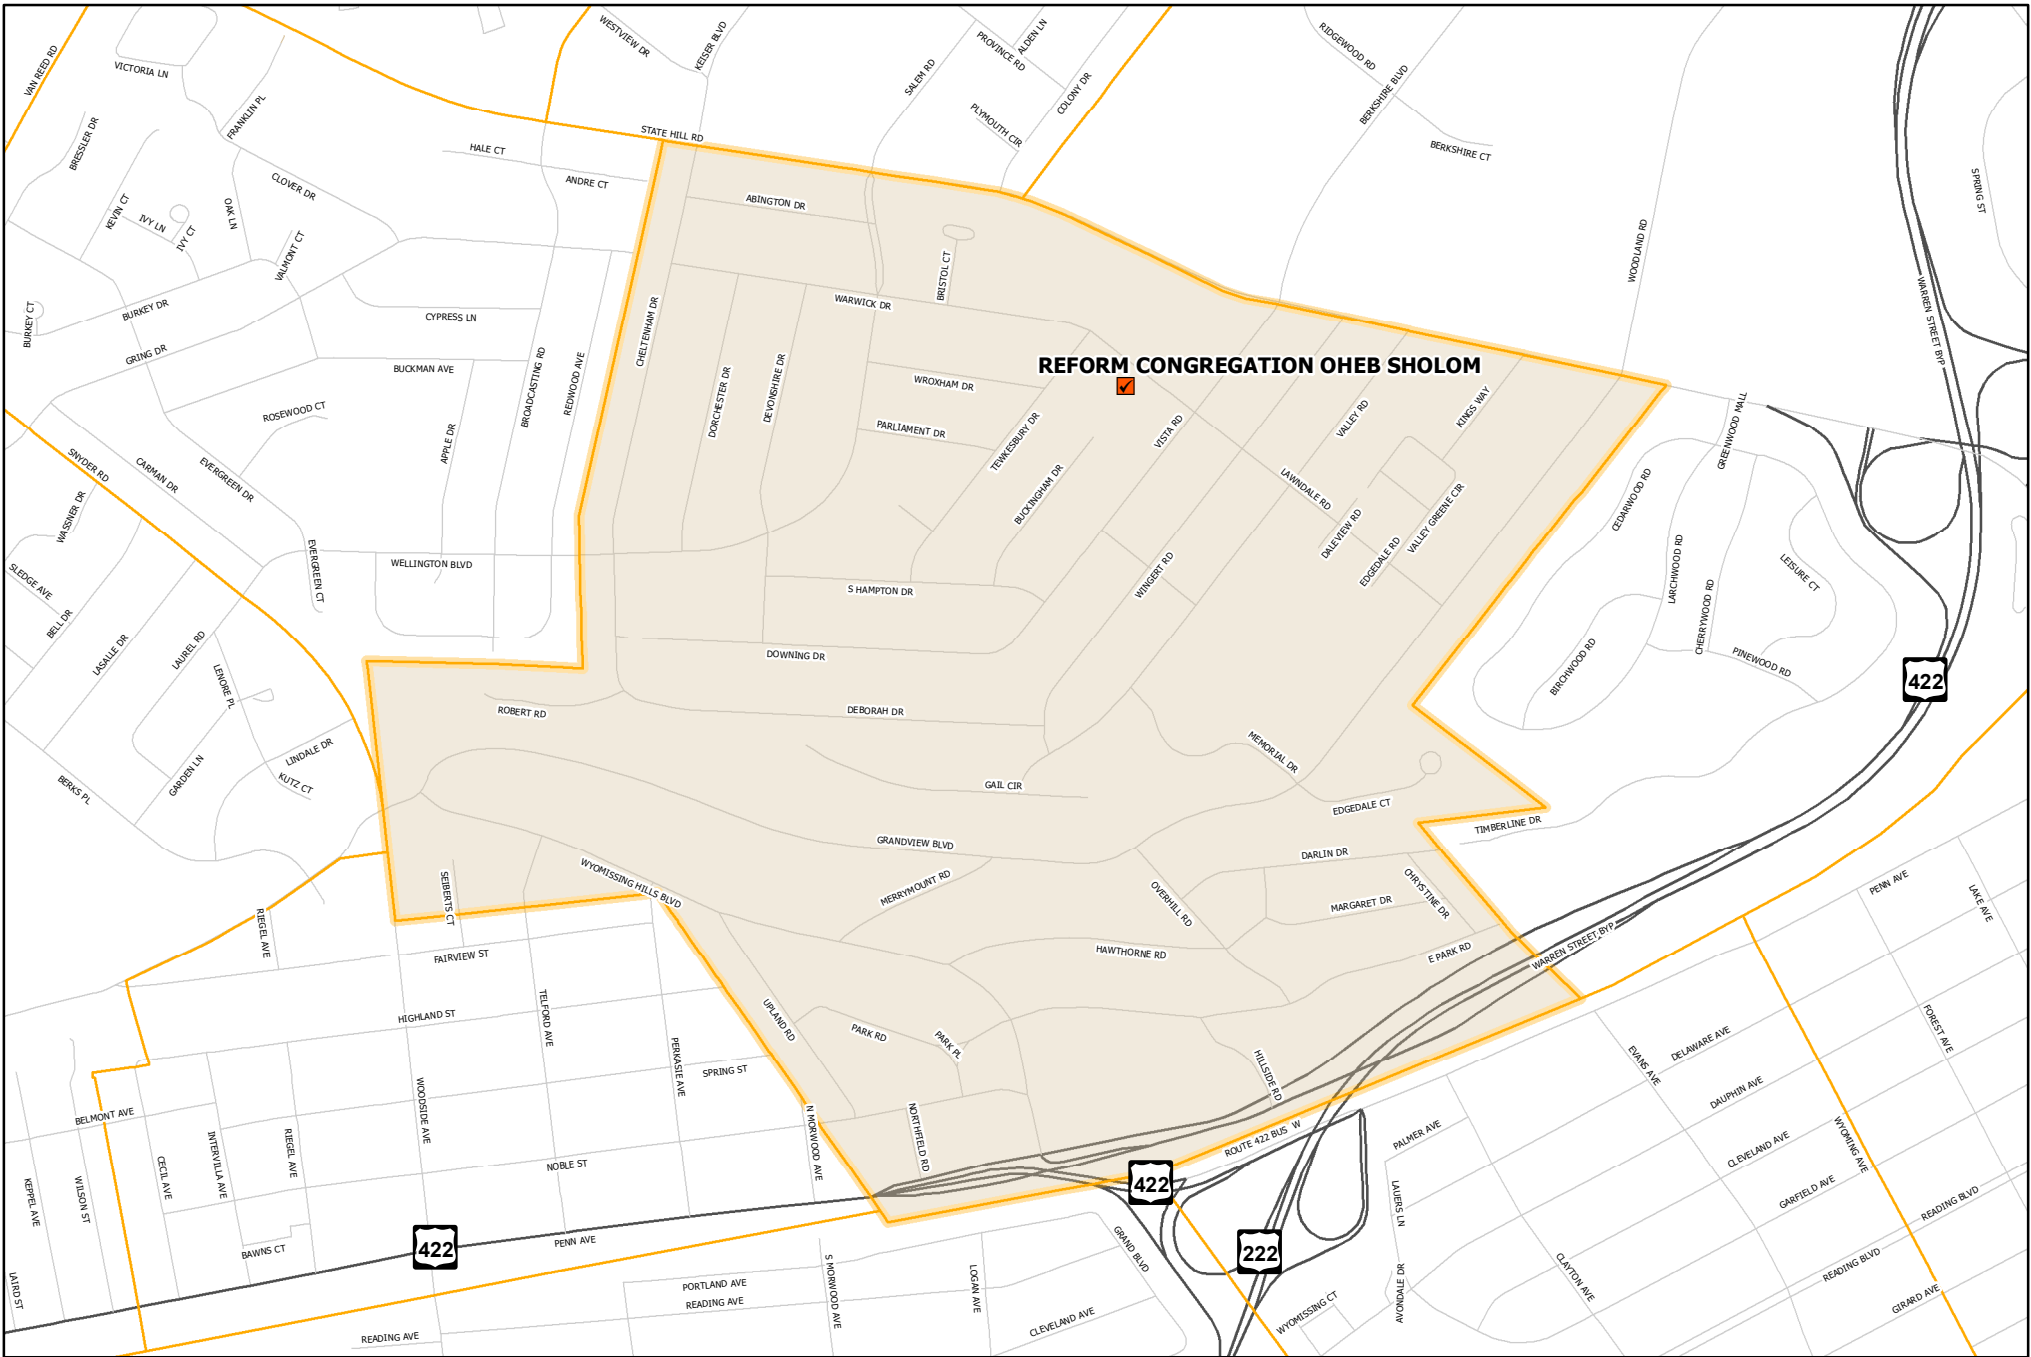 VAN REED RD
VICTORIA LN
WESTVIEW DR
KEISER BLVD
SALEM RD
PROVINCE RD
ALDEN LN
COLONY DR
RIDGEWOOD RD
BERKSHIRE BLVD
BRESSLER DR
FRANKLIN PL
STATE HILL RD
PLYMOUTH CIR
HALE CT
ANDRE CT
BERKSHIRE CT
SPRING ST
KEVIN CT
IVY LN
IVY CT
OAK LN
CLOVER DR
VALMONT CT
ABINGTON DR
BRISTOL CT
WOODLAND RD
WARREN STREET BYP
BURKEY CT
BURKEY DR
GRING DR
CYPRESS LN
BUCKMAN AVE
BROADCASTING RD
REDWOOD AVE
CHELTENHAM DR
WARWICK DR
REFORM CONGREGATION OHEB SHOLOM
DORCHESTER DR
DEVONSHIRE DR
WROXHAM DR
PARLIAMENT DR
TEWKESBURY DR
BUCKINGHAM DR
VISTA RD
VALLEY RD
KINGS WAY
ROSEWOOD CT
APPLE DR
SNYDER RD
CARMAN DR
EVERGREEN DR
WASSNER DR
LAWNDALE RD
DALEVIEW RD
EDGEDALE RD
VALLEY GREENE CIR
CEDARWOOD RD
GREENWOOD MALL
LARCHWOOD RD
CHERRYWOOD RD
LEISURE CT
SLEDGE AVE
BELL DR
LASALLE DR
LAUREL RD
EVERGREEN CT
WELLINGTON BLVD
S HAMPTON DR
WINGERT RD
LENORE PL
DOWNING DR
BIRCHWOOD RD
PINEWOOD RD
422
ROBERT RD
DEBORAH DR
BERKS PL
GARDEN LN
LINDALE DR
KUTZ CT
GAIL CIR
MEMORIAL DR
EDGEDALE CT
TIMBERLINE DR
GRANDVIEW BLVD
DARLIN DR
SEIBERTS CT
WYOMISSING HILLS BLVD
MERRYMOUNT RD
OVERHILL RD
MARGARET DR
CHRYSTINE DR
PENN AVE
LAKE AVE
RIEGEL AVE
FAIRVIEW ST
HAWTHORNE RD
E PARK RD
WARREN STREET BYP
HIGHLAND ST
TELFORD AVE
UPLAND RD
PARK RD
PARK PL
HILLSIDE RD
EVANS AVE
DELAWARE AVE
FOREST AVE
PERKASIE AVE
SPRING ST
WOODSIDE AVE
BELMONT AVE
DAUPHIN AVE
WYOMING AVE
KEPPEL AVE
WILSON ST
CECIL AVE
INTERVILLA AVE
RIEGEL AVE
NOBLE ST
N MORWOOD AVE
NORTHFIELD RD
422
ROUTE 422 BUS W
PALMER AVE
LAUERS LN
CLEVELAND AVE
GARFIELD AVE
READING BLVD
LAIRD ST
BAWNS CT
422
PENN AVE
GRAND BLVD
222
PORTLAND AVE
READING AVE
S MORWOOD AVE
LOGAN AVE
CLEVELAND AVE
READING AVE
WYOMISSING CT
AVONDALE DR
CLAYTON AVE
READING BLVD
GIRARD AVE